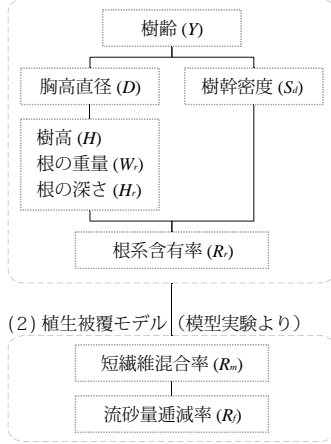 樹齢 (Y)
胸高直径 (D)
樹幹密度 (Sd)
樹高 (H)
根の重量 (Wr)
根の深さ (Hr)
根系含有率 (Rr)
(2) 植生被覆モデル（模型実験より）
短繊維混合率 (Rm)
流砂量逓減率 (Rf)